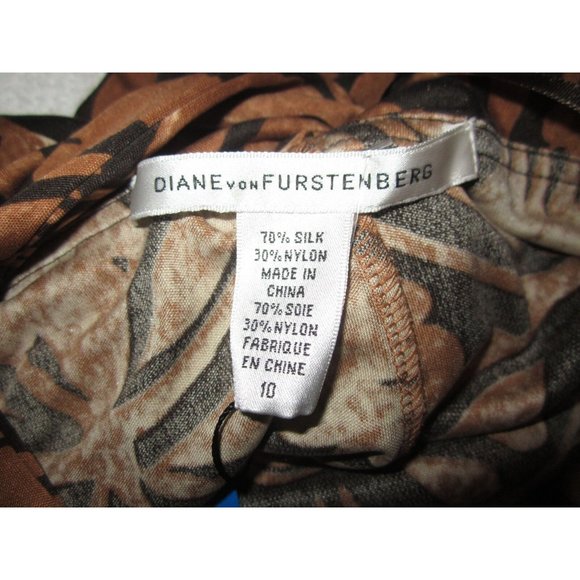 DIANE von FURSTENBERG
70% SILK
30% NYLON
MADE IN
CHINA
70% SOIE
30% NYLON
FABRIQUE
EN CHINE
10